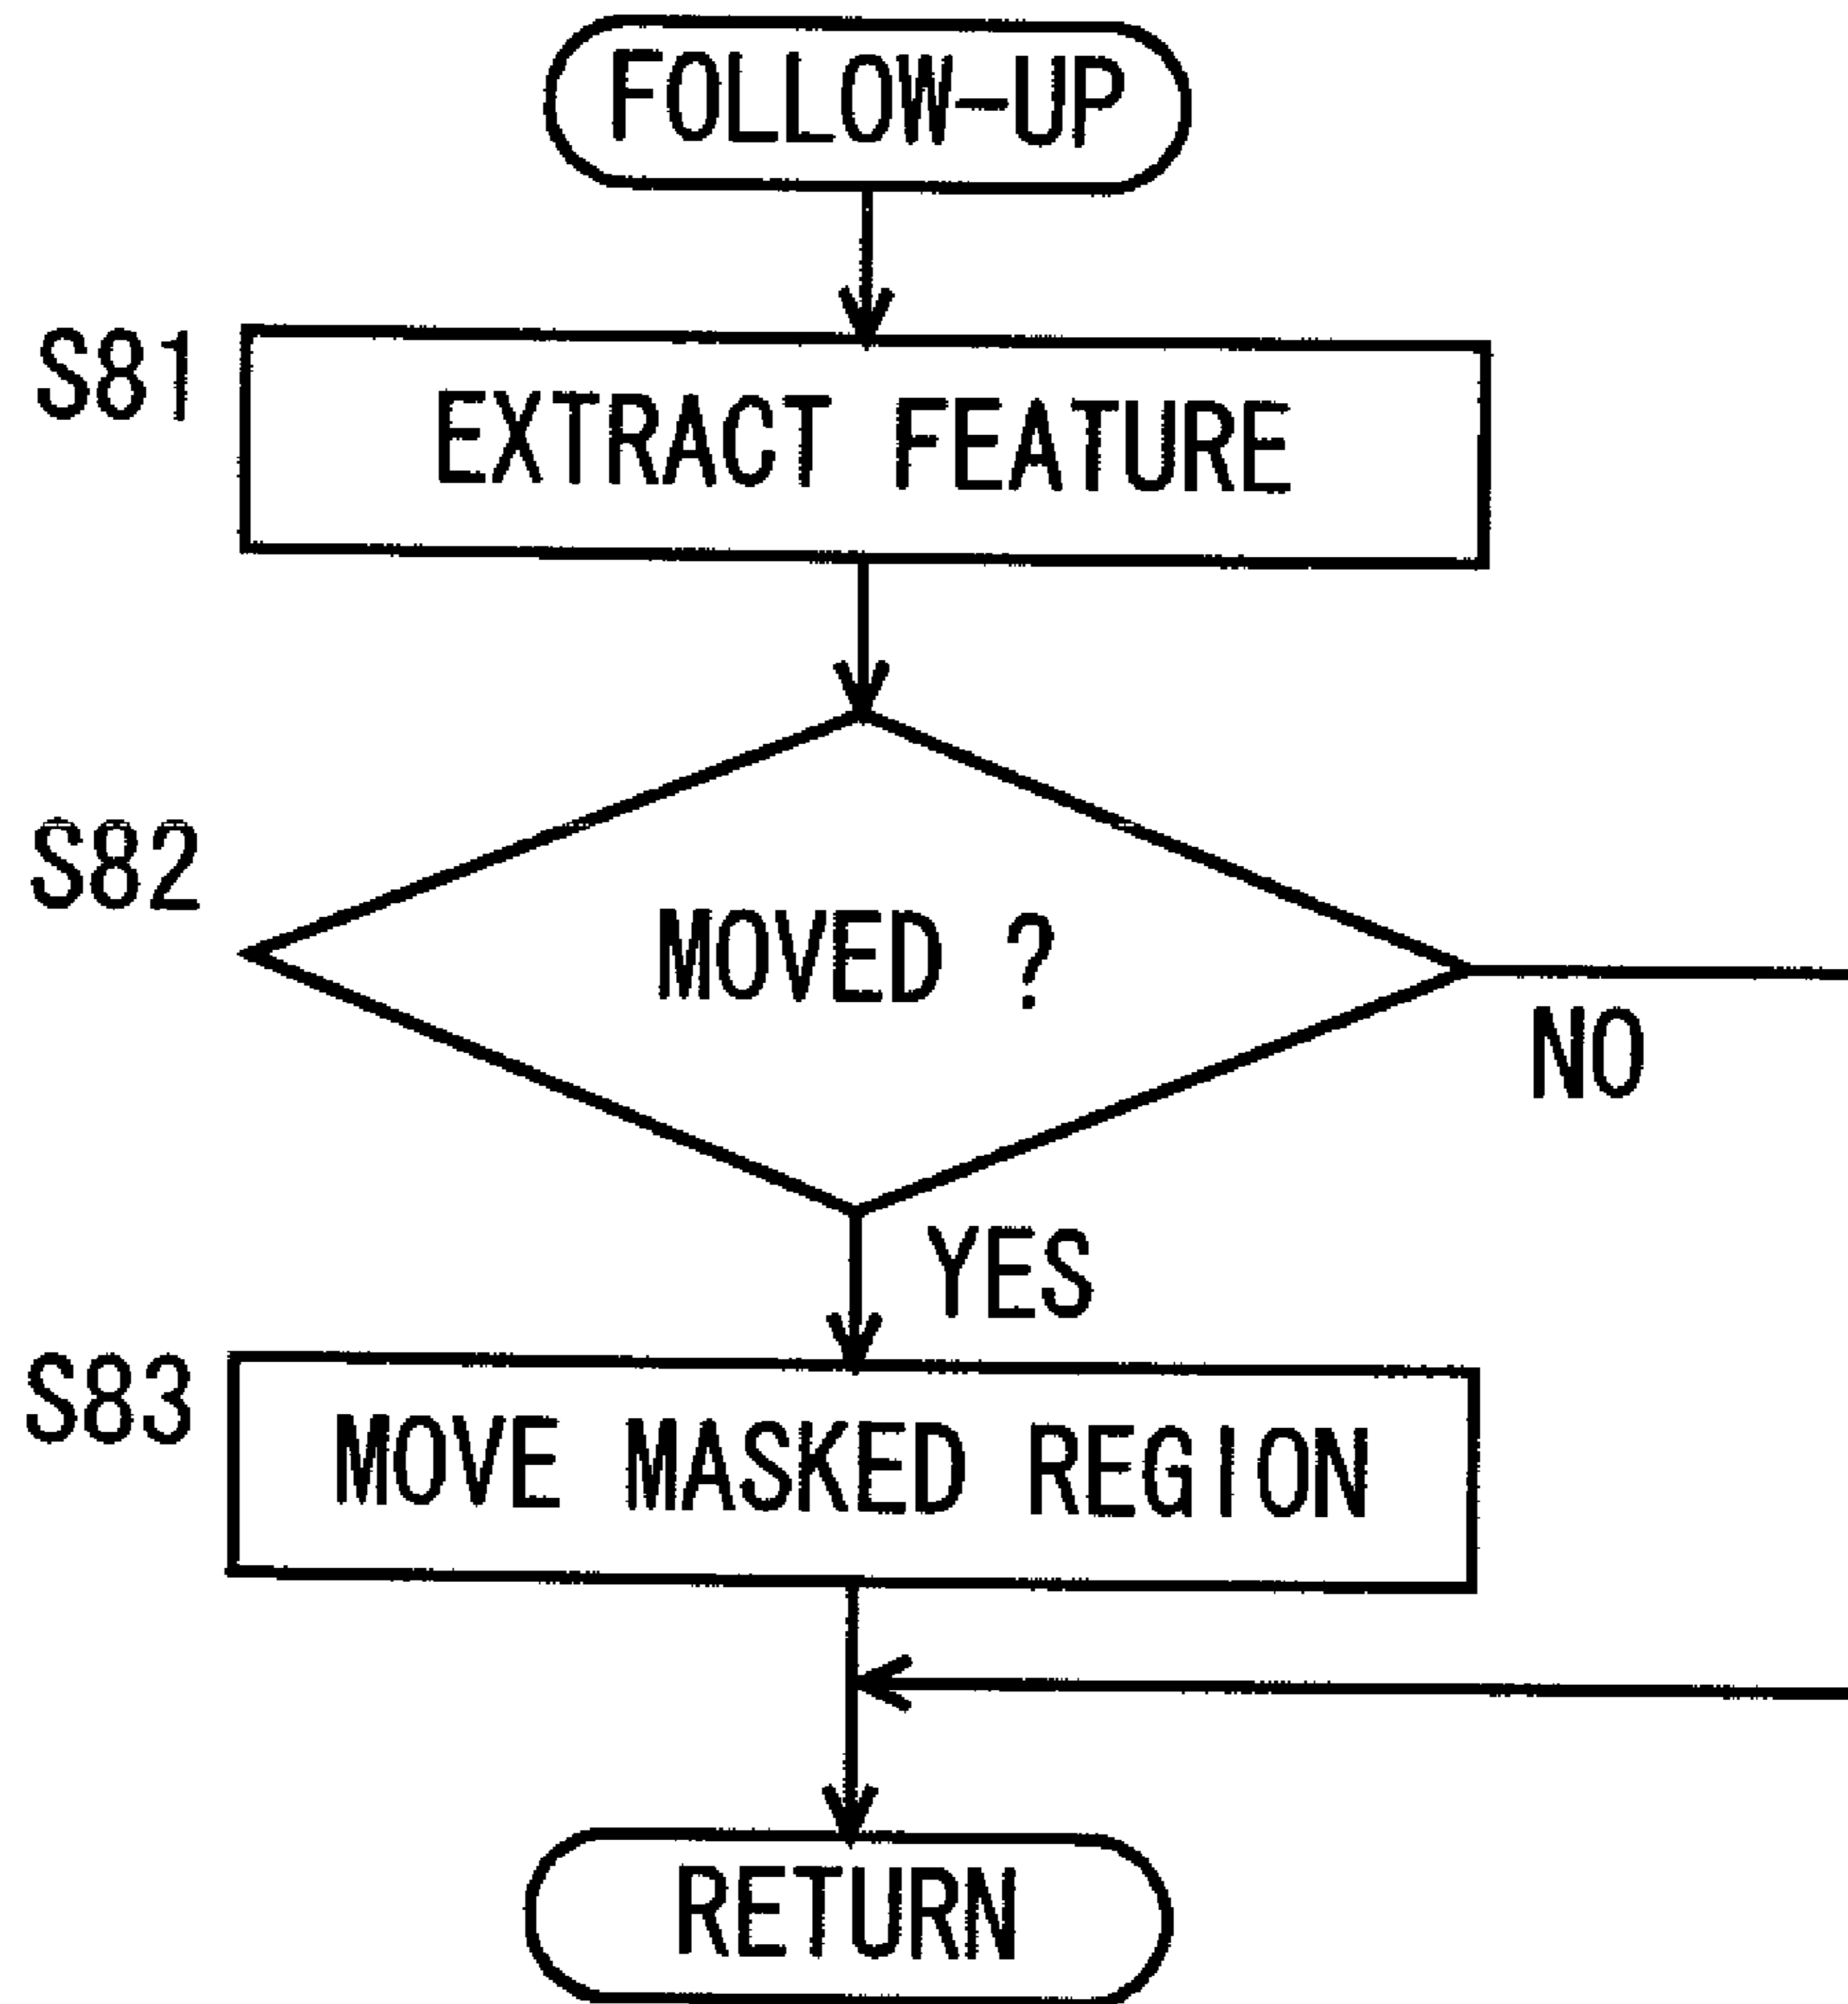 FOLLOW-UP
S81
EXTRACT FEATURE
S82
MOVED ?
NO
YES
S83
MOVE MASKED REGION
RETURN